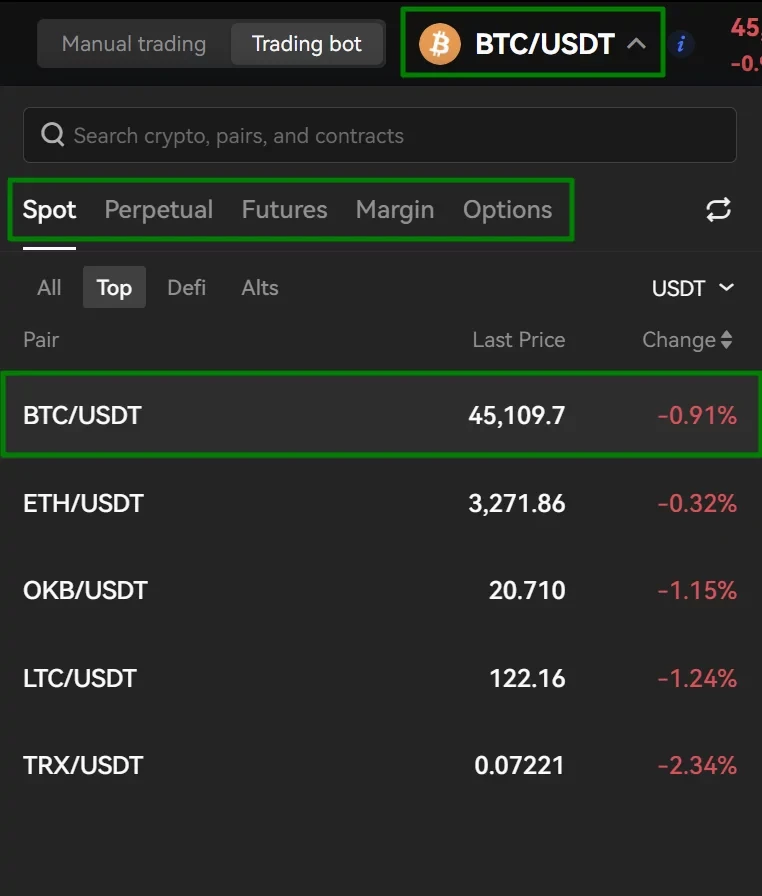 Manual trading Trading bot BTC/USDT i 45,
-0.9
Search crypto, pairs, and contracts
Spot Perpetual Futures Margin Options
All Top Defi Alts USDT
Pair Last Price Change
BTC/USDT 45,109.7 -0.91%
ETH/USDT 3,271.86 -0.32%
OKB/USDT 20.710 -1.15%
LTC/USDT 122.16 -1.24%
TRX/USDT 0.07221 -2.34%